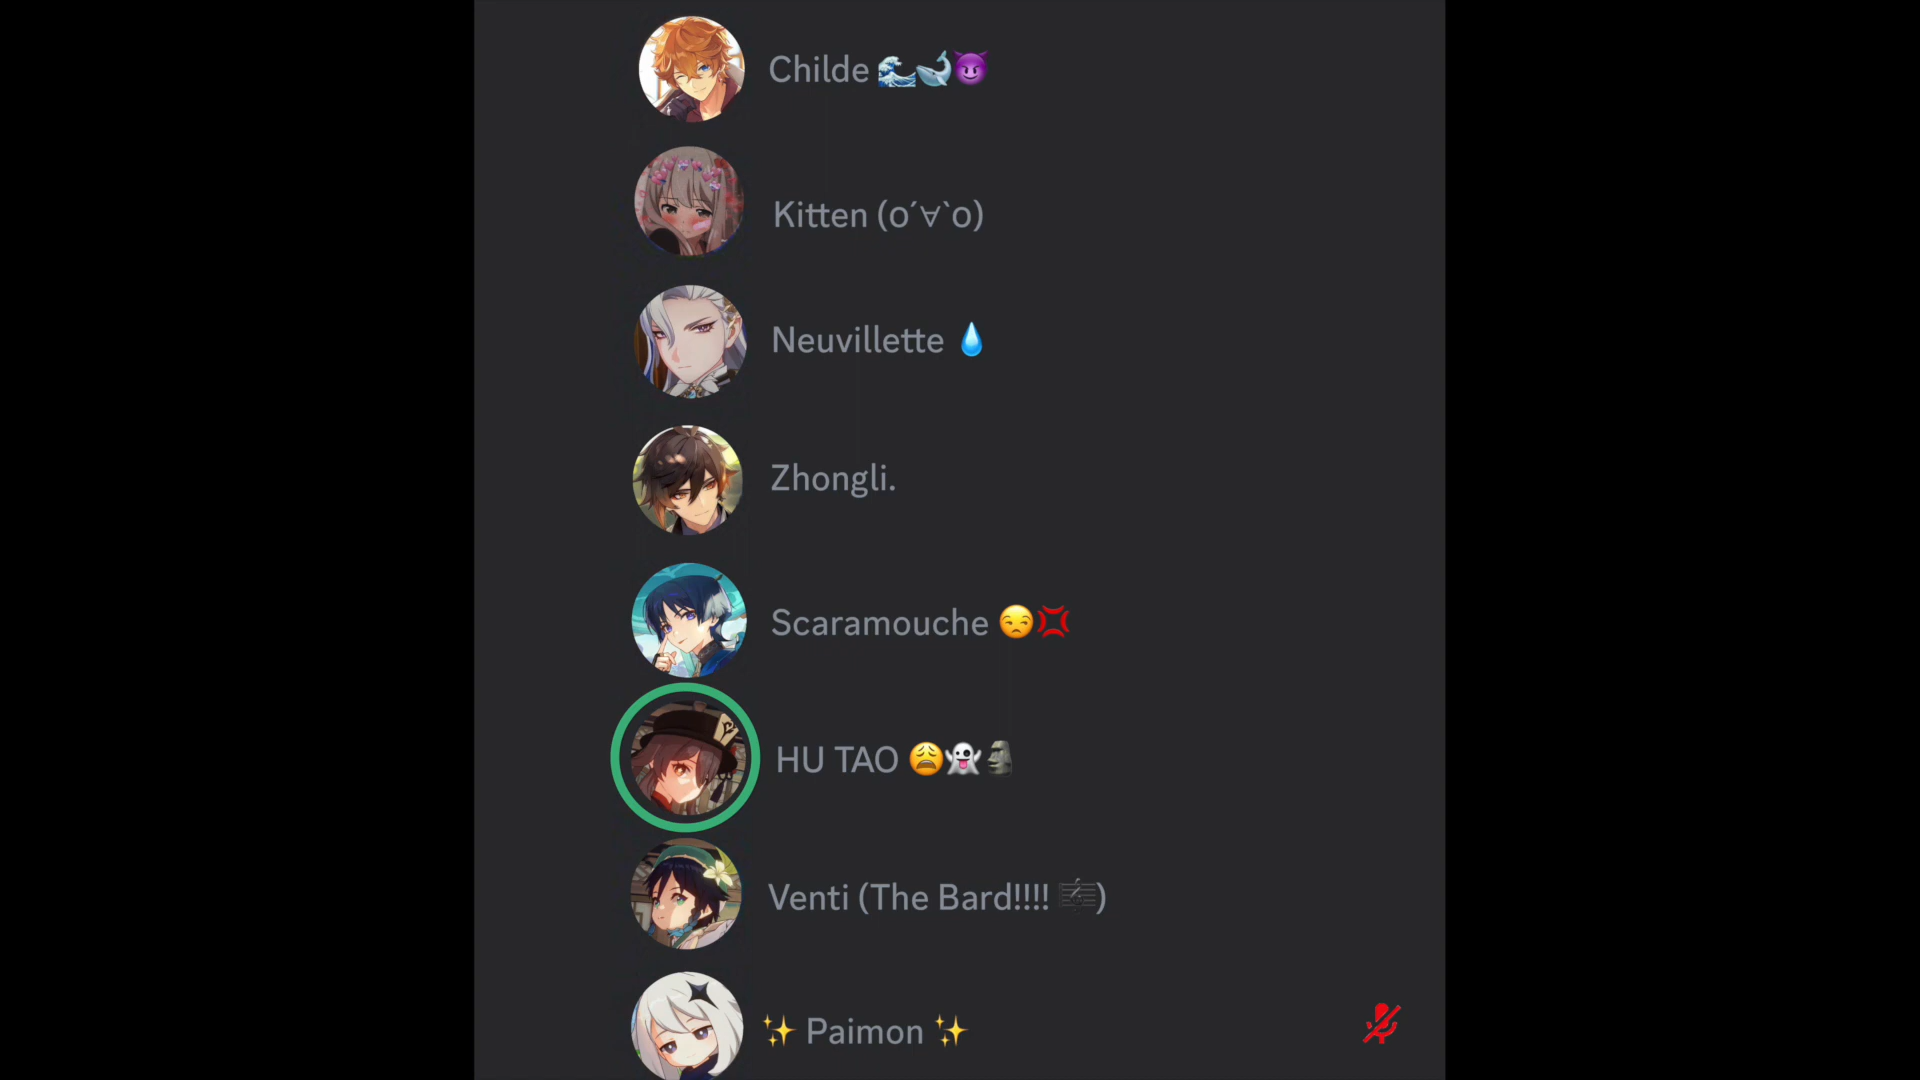 Childe 🌊🐳😈
Kitten (o´∀`o)
Neuvillette 💧
Zhongli.
Scaramouche 😒💢
HU TAO 😩👻🗿
Venti (The Bard!!!! 🎼)
✨ Paimon ✨